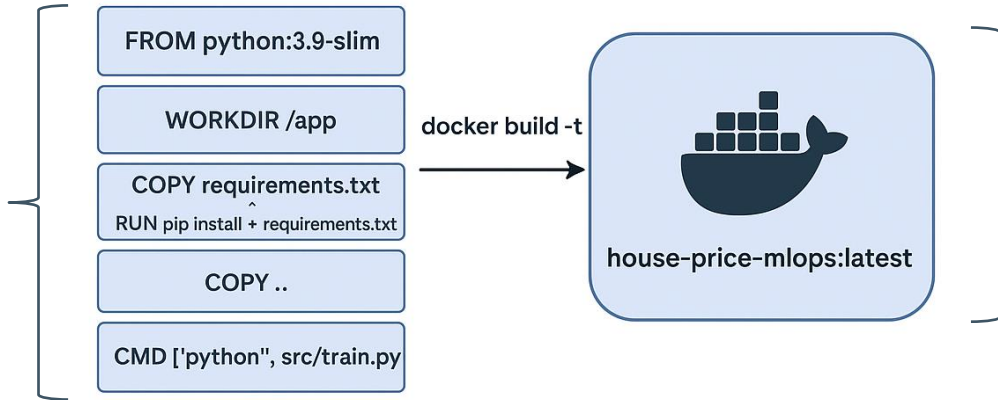 FROM python:3.9-slim
WORKDIR /app
COPY requirements.txt
^
RUN pip install + requirements.txt
COPY ..
CMD ['python", src/train.py
docker build -t
house-price-mlops:latest